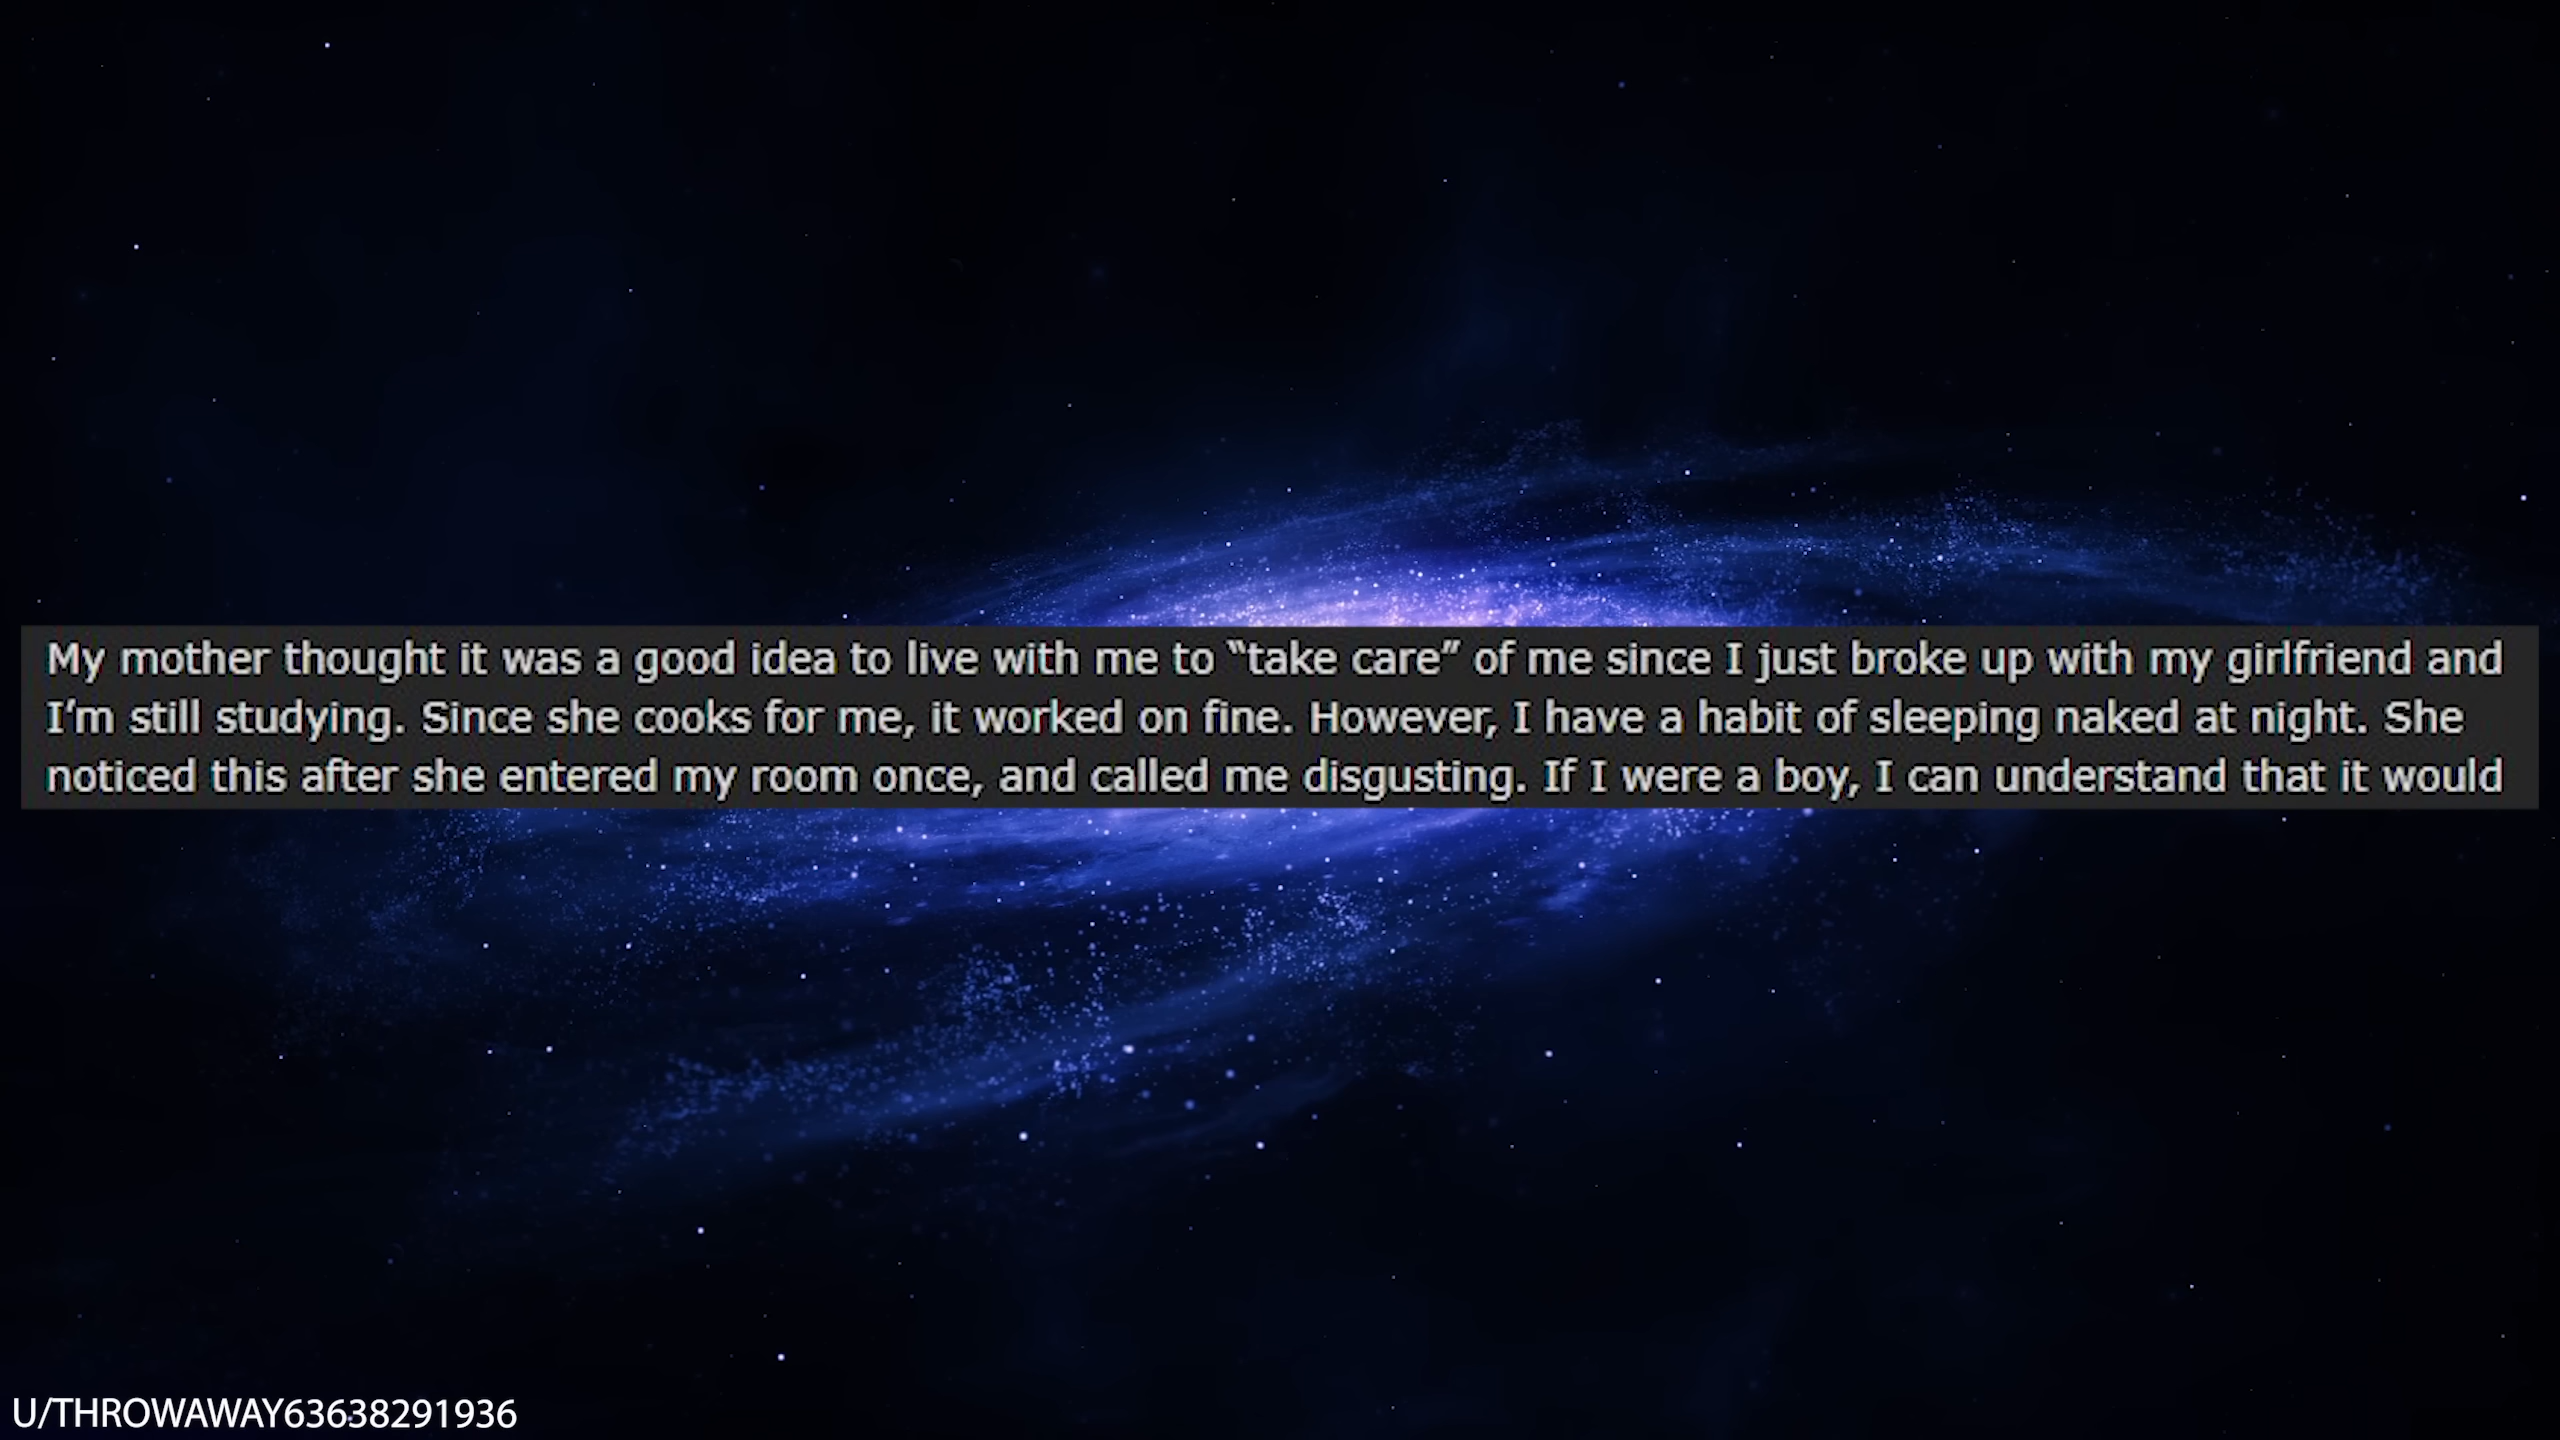 My mother thought it was a good idea to live with me to “take care” of me since I just broke up with my girlfriend and
I’m still studying. Since she cooks for me, it worked on fine. However, I have a habit of sleeping naked at night. She
noticed this after she entered my room once, and called me disgusting. If I were a boy, I can understand that it would
U/THROWAWAY63638291936